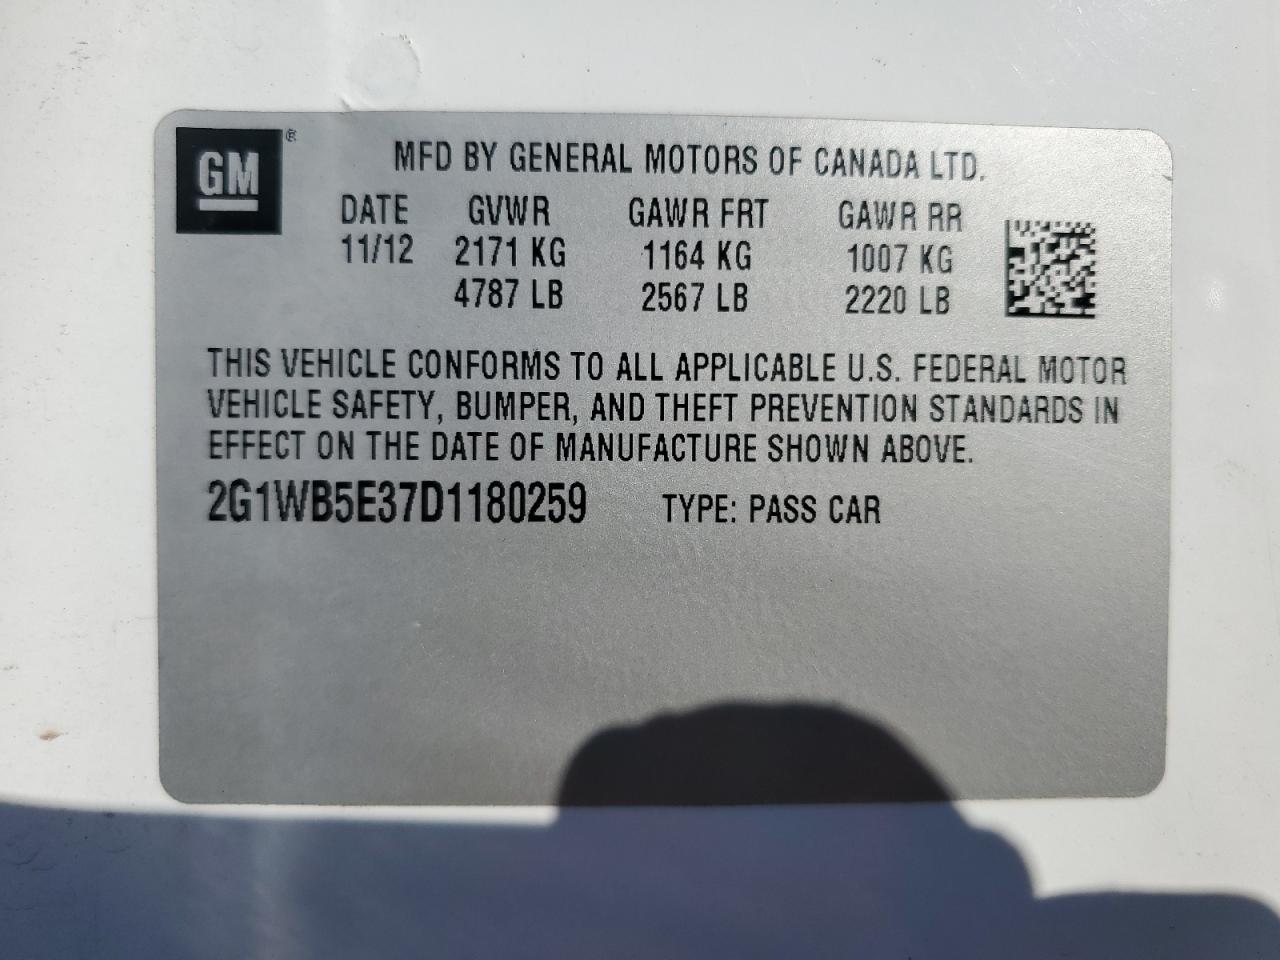 GM ®
MFD BY GENERAL MOTORS OF CANADA LTD.
DATE GVWR GAWR FRT GAWR RR
11/12 2171 KG 1164 KG 1007 KG
4787 LB 2567 LB 2220 LB
THIS VEHICLE CONFORMS TO ALL APPLICABLE U.S. FEDERAL MOTOR
VEHICLE SAFETY, BUMPER, AND THEFT PREVENTION STANDARDS IN
EFFECT ON THE DATE OF MANUFACTURE SHOWN ABOVE.
2G1WB5E37D1180259 TYPE: PASS CAR